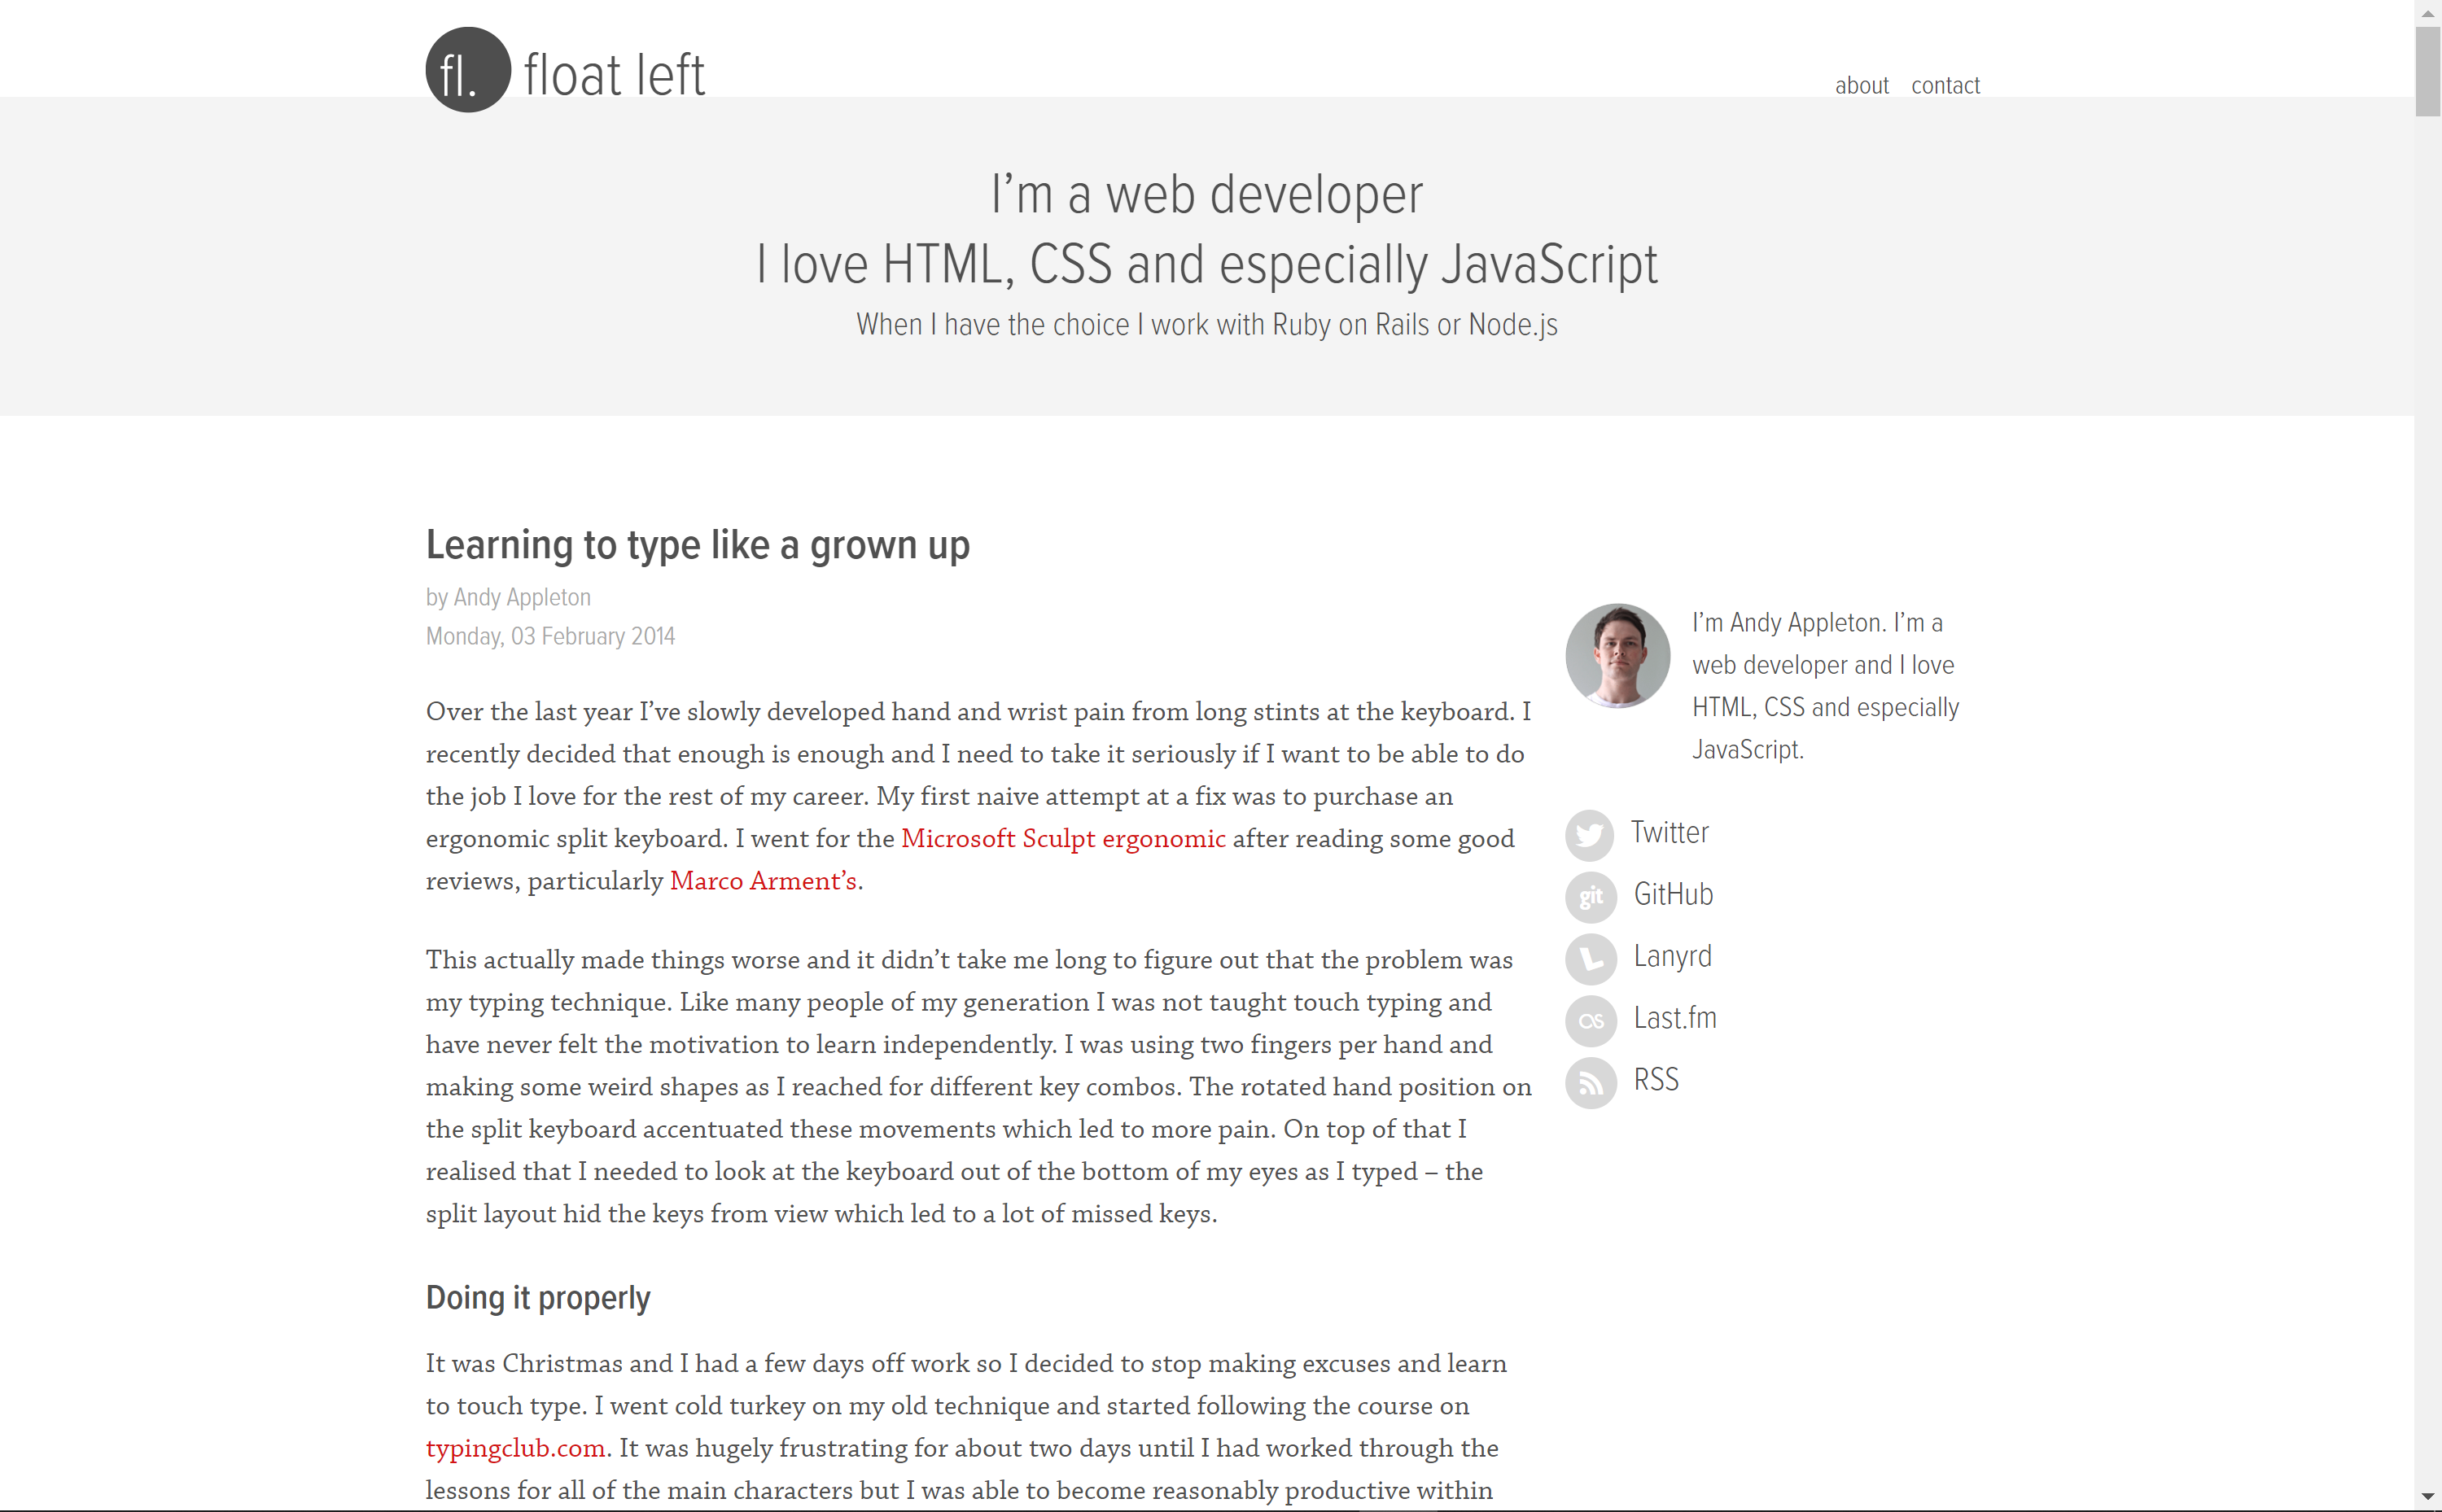 fl. float left
about contact
I’m a web developer
I love HTML, CSS and especially JavaScript
When I have the choice I work with Ruby on Rails or Node.js
Learning to type like a grown up
by Andy Appleton
Monday, 03 February 2014
Over the last year I’ve slowly developed hand and wrist pain from long stints at the keyboard. I
recently decided that enough is enough and I need to take it seriously if I want to be able to do
the job I love for the rest of my career. My first naive attempt at a fix was to purchase an
ergonomic split keyboard. I went for the Microsoft Sculpt ergonomic after reading some good
reviews, particularly Marco Arment’s.
This actually made things worse and it didn’t take me long to figure out that the problem was
my typing technique. Like many people of my generation I was not taught touch typing and
have never felt the motivation to learn independently. I was using two fingers per hand and
making some weird shapes as I reached for different key combos. The rotated hand position on
the split keyboard accentuated these movements which led to more pain. On top of that I
realised that I needed to look at the keyboard out of the bottom of my eyes as I typed – the
split layout hid the keys from view which led to a lot of missed keys.
Doing it properly
It was Christmas and I had a few days off work so I decided to stop making excuses and learn
to touch type. I went cold turkey on my old technique and started following the course on
typingclub.com. It was hugely frustrating for about two days until I had worked through the
lessons for all of the main characters but I was able to become reasonably productive within
I’m Andy Appleton. I’m a
web developer and I love
HTML, CSS and especially
JavaScript.
Twitter
git GitHub
Lanyrd
Last.fm
RSS